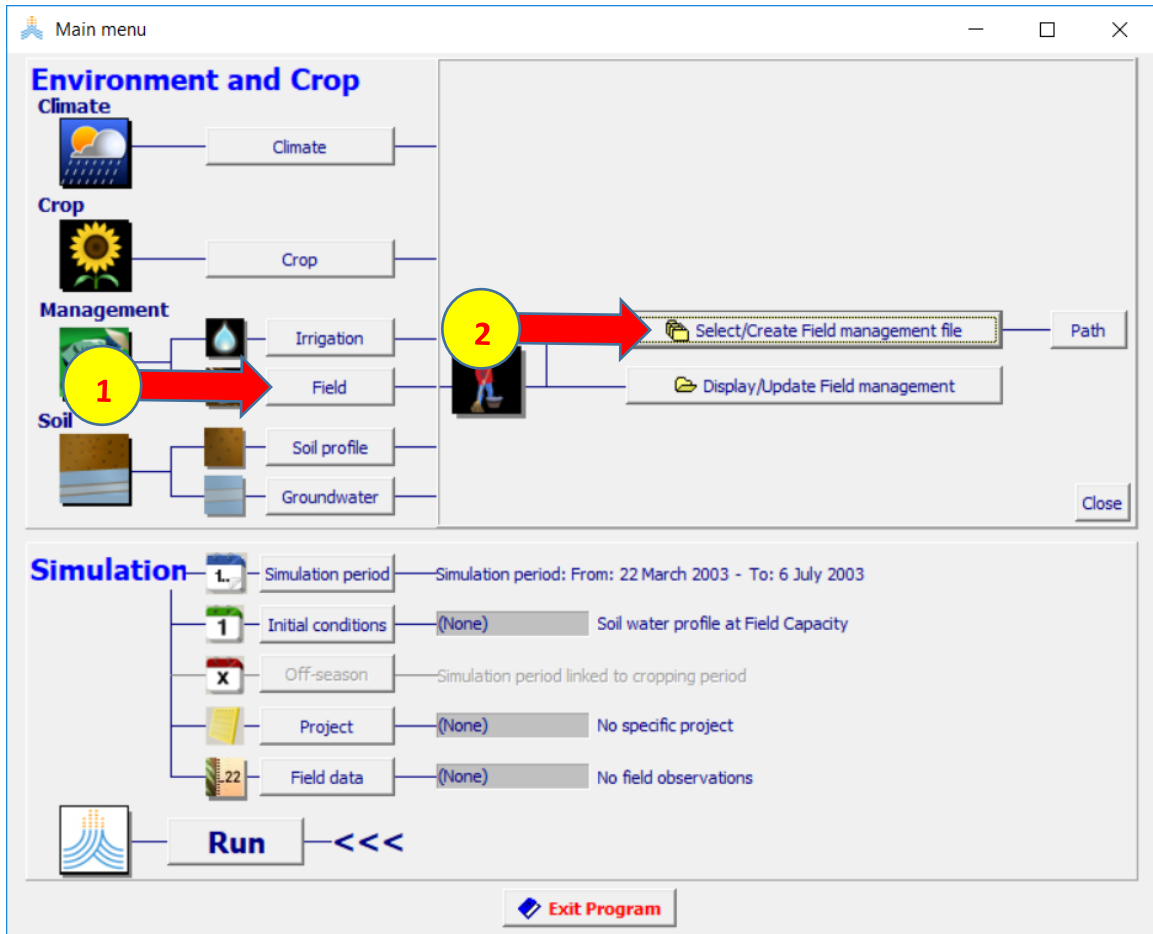 Main menu
Environment and Crop
Climate
Climate
Crop
Crop
Management
Irrigation
2
Select/Create Field management file
Path
1
Field
Display/Update Field management
Soil
Soil profile
Groundwater
Close
Simulation
1..
Simulation period
Simulation period: From: 22 March 2003 - To: 6 July 2003
1
Initial conditions
(None)
Soil water profile at Field Capacity
X
Off-season
Simulation period linked to cropping period
Project
(None)
No specific project
..22
Field data
(None)
No field observations
Run
<<<
Exit Program